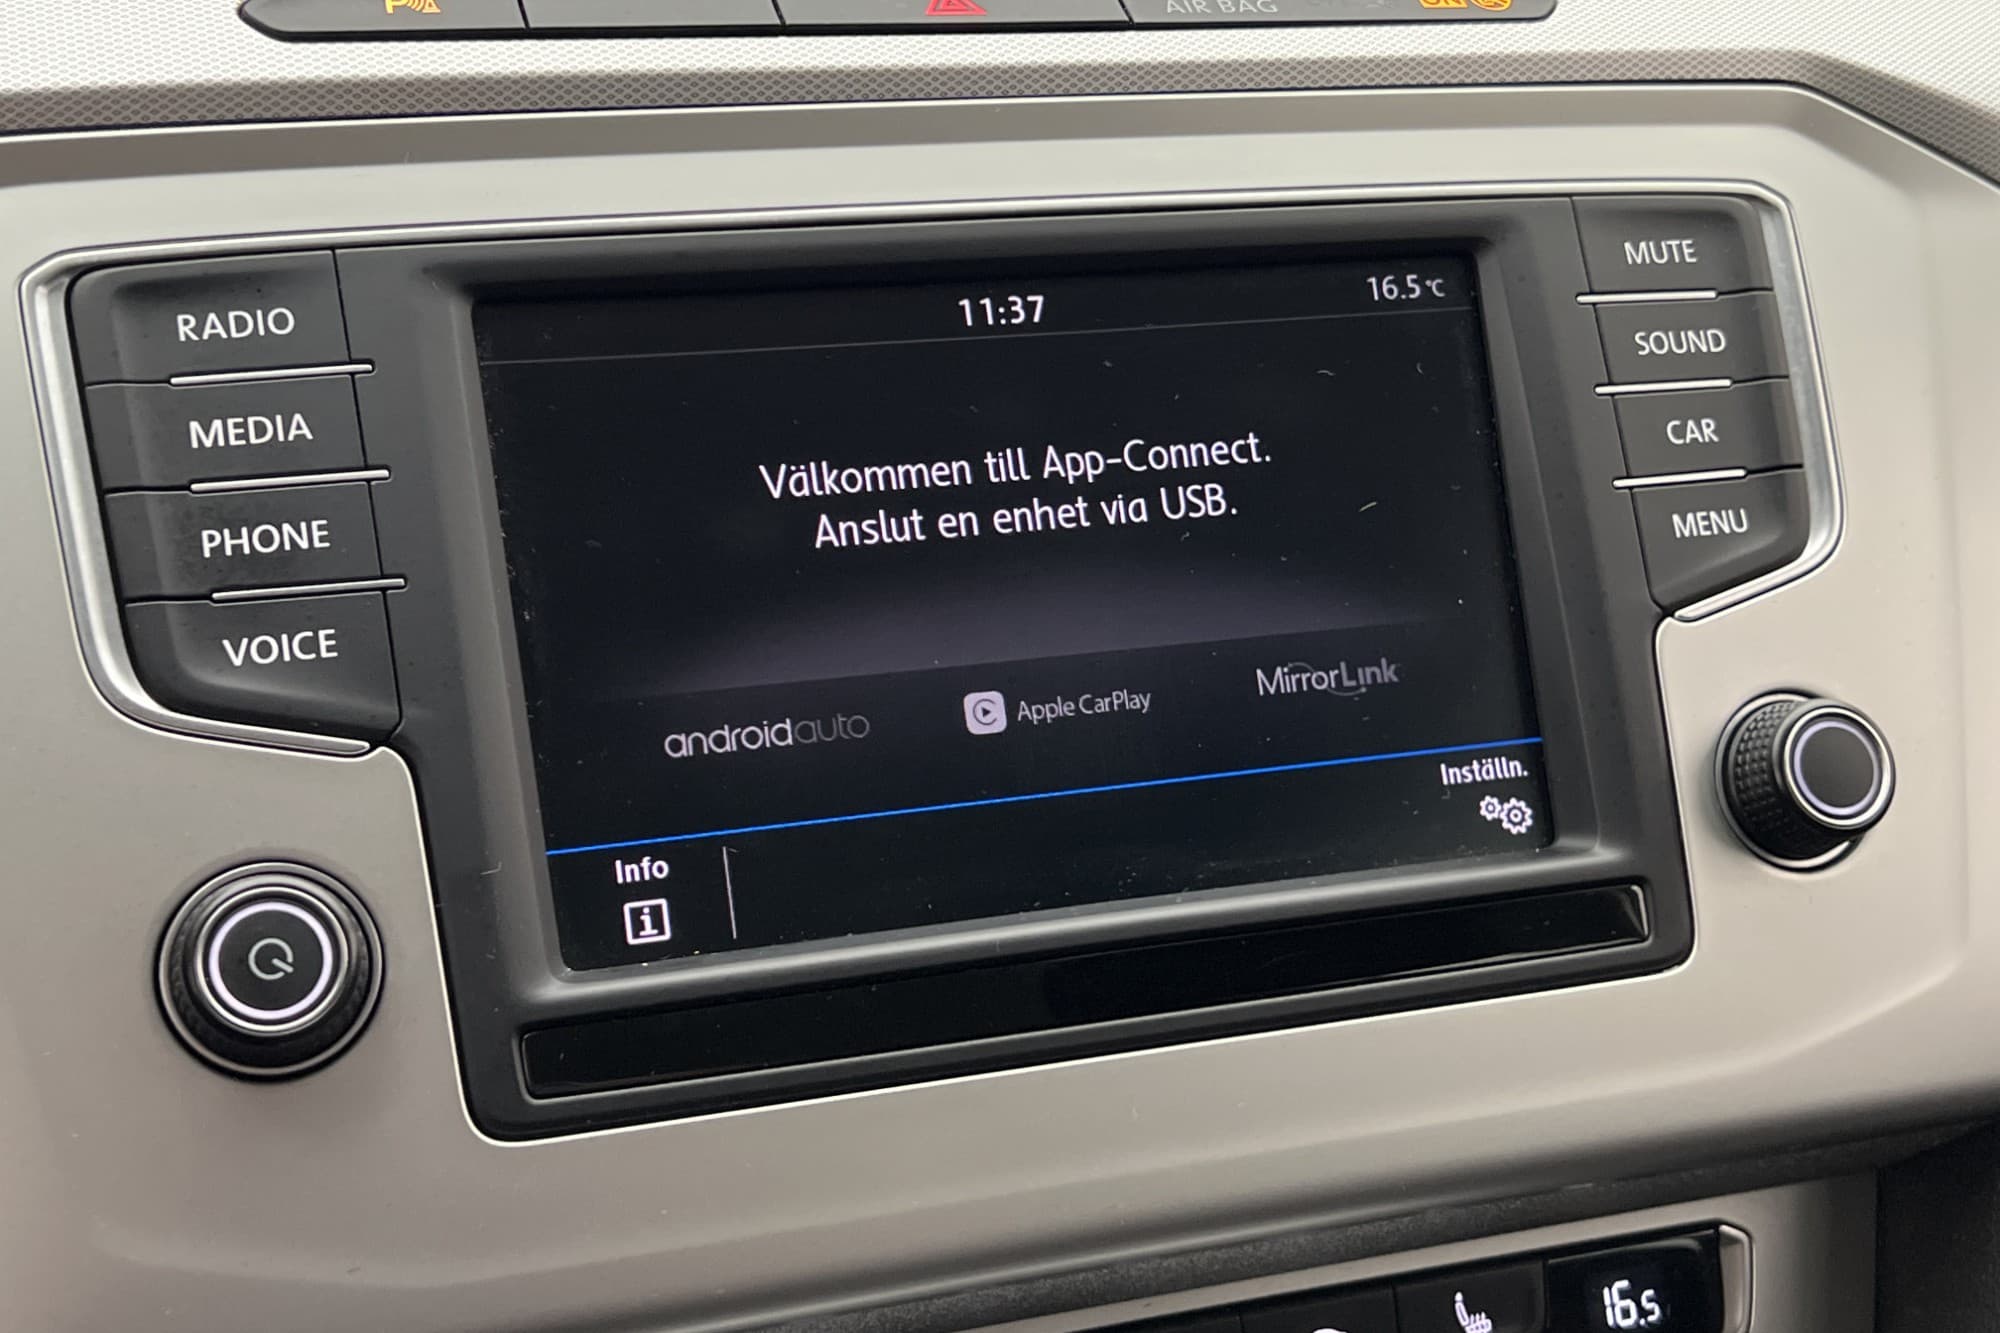 P
AIR BAG
ON
MUTE
RADIO
11:37
16.5°C
SOUND
MEDIA
CAR
Välkommen till App-Connect.
Anslut en enhet via USB.
PHONE
MENU
VOICE
androidauto
Apple CarPlay
MirrorLink
Inställn.
Info
i
16.5